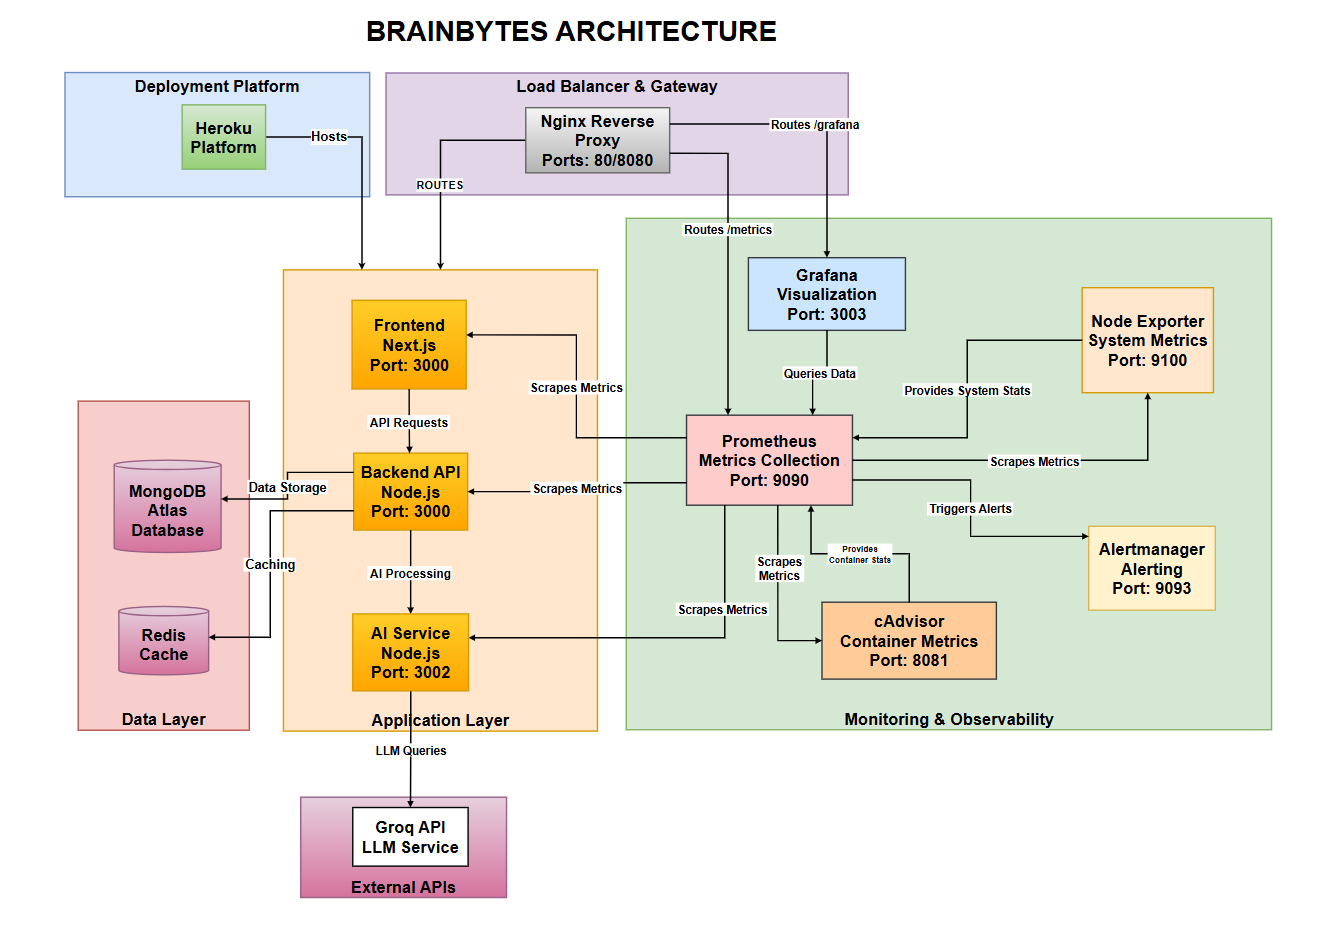 BRAINBYTES ARCHITECTURE
Deployment Platform
Heroku
Platform
Hosts
Load Balancer & Gateway
Nginx Reverse
Proxy
Ports: 80/8080
Routes /grafana
ROUTES
Routes /metrics
Grafana
Visualization
Port: 3003
Queries Data
Node Exporter
System Metrics
Port: 9100
Provides System Stats
Scrapes Metrics
Frontend
Next.js
Port: 3000
Scrapes Metrics
API Requests
Prometheus
Metrics Collection
Port: 9090
Backend API
Node.js
Port: 3000
Scrapes Metrics
Data Storage
MongoDB
Atlas
Database
Caching
Redis
Cache
Data Layer
AI Processing
AI Service
Node.js
Port: 3002
Scrapes Metrics
Scrapes
Metrics
Provides
Container Stats
Triggers Alerts
Alertmanager
Alerting
Port: 9093
cAdvisor
Container Metrics
Port: 8081
Application Layer
Monitoring & Observability
LLM Queries
Groq API
LLM Service
External APIs